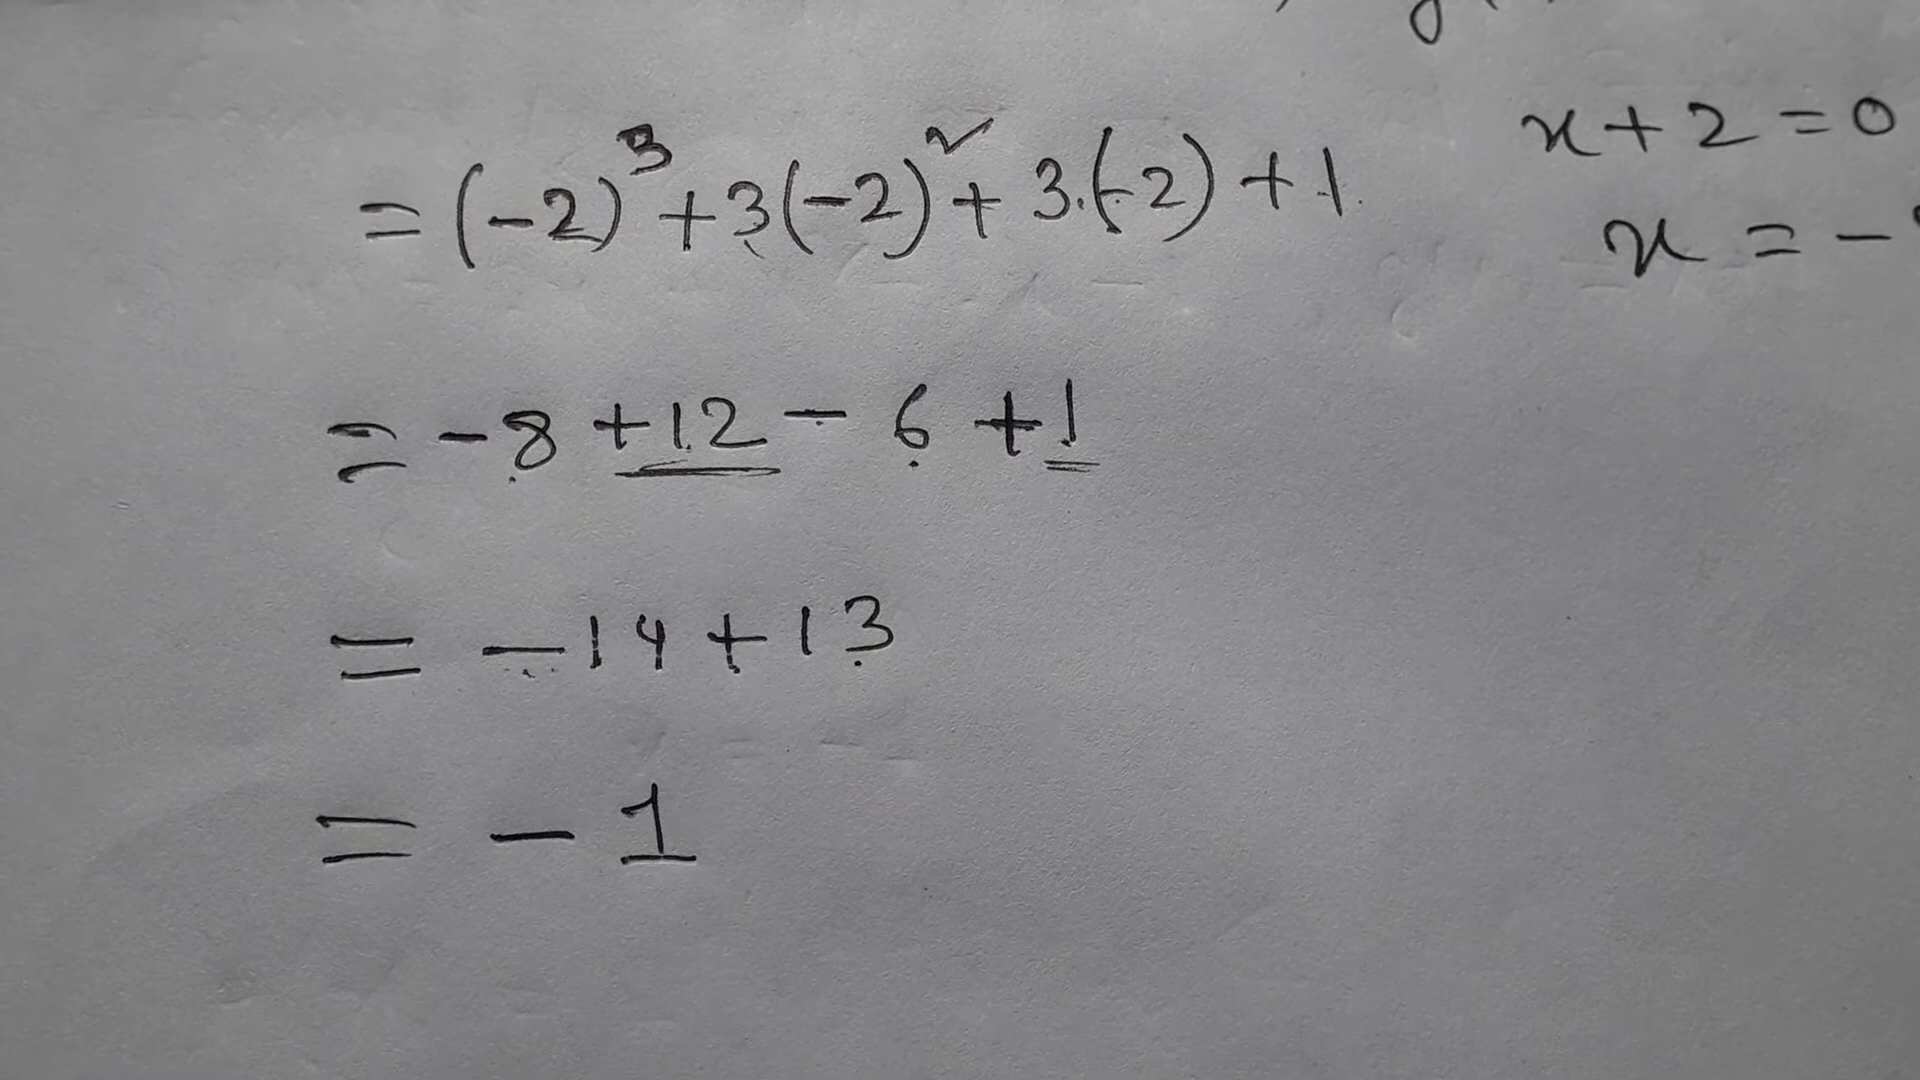 = (-2)³ + 3(-2)² + 3.(-2) + 1
x + 2 = 0
x = -
= -8 + 12 - 6 + 1
= -14 + 13
= - 1